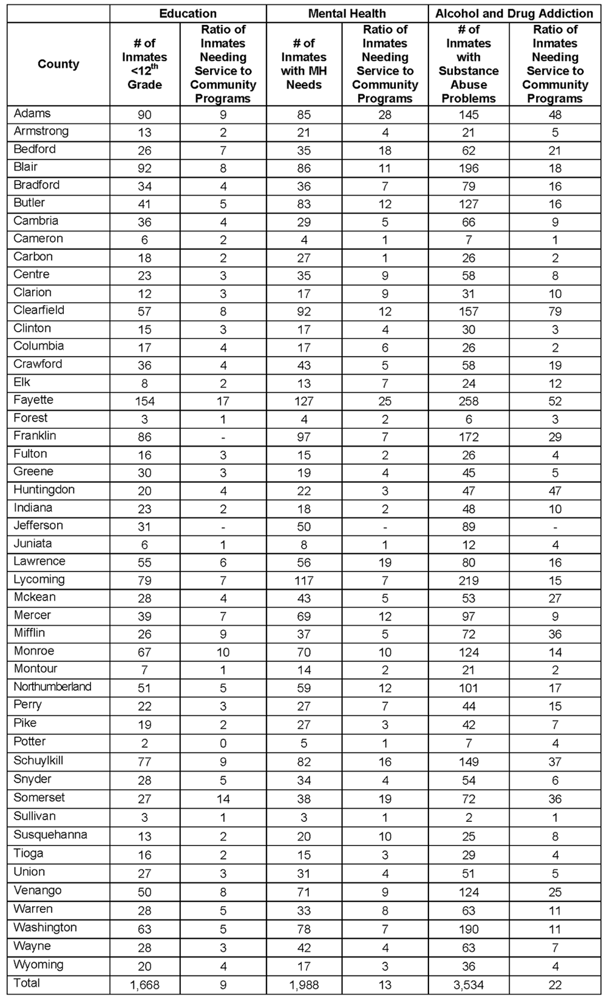 Education Mental Health Alcohol and Drug Addiction
County # of Inmates <12th Grade Ratio of Inmates Needing Service to Community Programs # of Inmates with MH Needs Ratio of Inmates Needing Service to Community Programs # of Inmates with Substance Abuse Problems Ratio of Inmates Needing Service to Community Programs
Adams 90 9 85 28 145 48
Armstrong 13 2 21 4 21 5
Bedford 26 7 35 18 62 21
Blair 92 8 86 11 196 18
Bradford 34 4 36 7 79 16
Butler 41 5 83 12 127 16
Cambria 36 4 29 5 66 9
Cameron 6 2 4 1 7 1
Carbon 18 2 27 1 26 2
Centre 23 3 35 9 58 8
Clarion 12 3 17 9 31 10
Clearfield 57 8 92 12 157 79
Clinton 15 3 17 4 30 3
Columbia 17 4 17 6 26 2
Crawford 36 4 43 5 58 19
Elk 8 2 13 7 24 12
Fayette 154 17 127 25 258 52
Forest 3 1 4 2 6 3
Franklin 86 - 97 7 172 29
Fulton 16 3 15 2 26 4
Greene 30 3 19 4 45 5
Huntingdon 20 4 22 3 47 47
Indiana 23 2 18 2 48 10
Jefferson 31 - 50 - 89 -
Juniata 6 1 8 1 12 4
Lawrence 55 6 56 19 80 16
Lycoming 79 7 117 7 219 15
Mckean 28 4 43 5 53 27
Mercer 39 7 69 12 97 9
Mifflin 26 9 37 5 72 36
Monroe 67 10 70 10 124 14
Montour 7 1 14 2 21 2
Northumberland 51 5 59 12 101 17
Perry 22 3 27 7 44 15
Pike 19 2 27 3 42 7
Potter 2 0 5 1 7 4
Schuylkill 77 9 82 16 149 37
Snyder 28 5 34 4 54 6
Somerset 27 14 38 19 72 36
Sullivan 3 1 3 1 2 1
Susquehanna 13 2 20 10 25 8
Tioga 16 2 15 3 29 4
Union 27 3 31 4 51 5
Venango 50 8 71 9 124 25
Warren 28 5 33 8 63 11
Washington 63 5 78 7 190 11
Wayne 28 3 42 4 63 7
Wyoming 20 4 17 3 36 4
Total 1,668 9 1,988 13 3,534 22